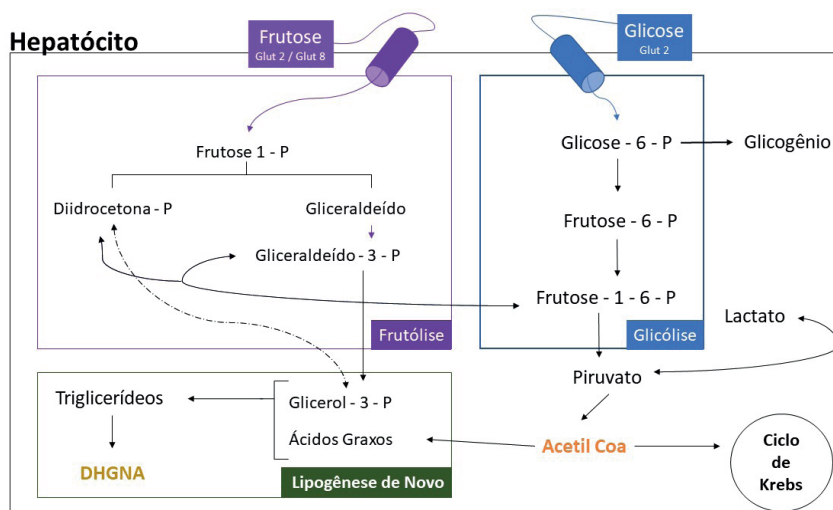 Hepatócito
Frutose
Glut 2 / Glut 8
Glicose
Glut 2
Frutose 1 - P
Diidrocetona - P
Gliceraldeído
Gliceraldeído - 3 - P
Frutólise
Glicose - 6 - P
Glicogênio
Frutose - 6 - P
Frutose - 1 - 6 - P
Glicólise
Lactato
Piruvato
Triglicerídeos
Glicerol - 3 - P
Ácidos Graxos
DHGNA
Lipogênese de Novo
Acetil Coa
Ciclo
de
Krebs